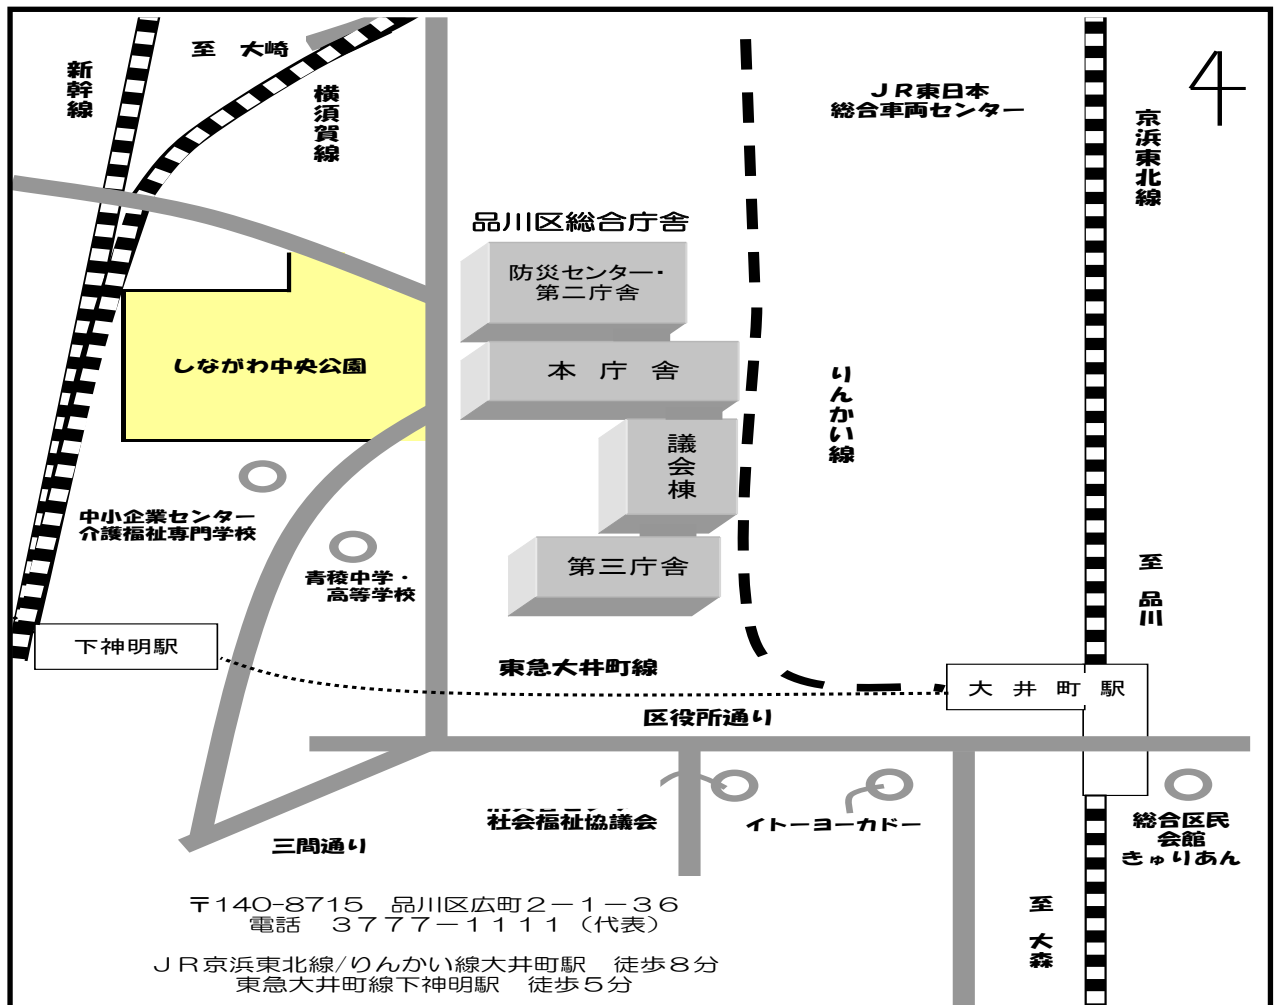 新幹線
至　大崎
横須賀線
ＪＲ東日本
総合車両センター
京浜東北線
品川区総合庁舎
防災センター・
第二庁舎
しながわ中央公園
本　庁　舎
りんかい線
議会棟
中小企業センター
介護福祉専門学校
青稜中学・
高等学校
第三庁舎
至　品川
下神明駅
東急大井町線
大　井　町　駅
区役所通り
社会福祉協議会
イトーヨーカドー
総合区民
会館
きゅりあん
三間通り
〒140-8715　品川区広町２－１－３６
電話　３７７７－１１１１（代表）
至　大森
ＪＲ京浜東北線/りんかい線大井町駅　徒歩８分
東急大井町線下神明駅　徒歩５分